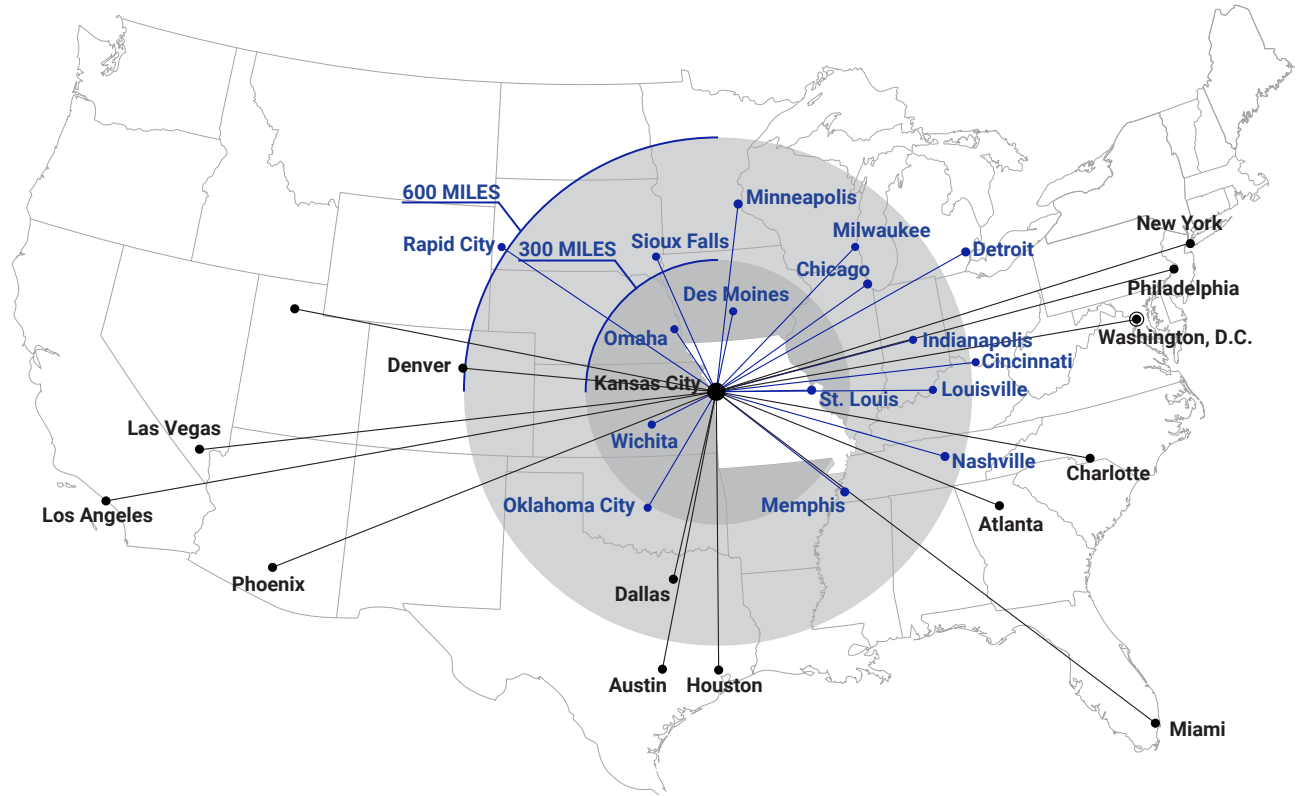 600 MILES
Minneapolis
New York
Milwaukee
Rapid City
300 MILES
Sioux Falls
Detroit
Chicago
Philadelphia
Des Moines
Omaha
Indianapolis
Washington, D.C.
Denver
Cincinnati
Kansas City
Louisville
St. Louis
Las Vegas
Wichita
Nashville
Charlotte
Los Angeles
Oklahoma City
Memphis
Atlanta
Phoenix
Dallas
Austin
Houston
Miami